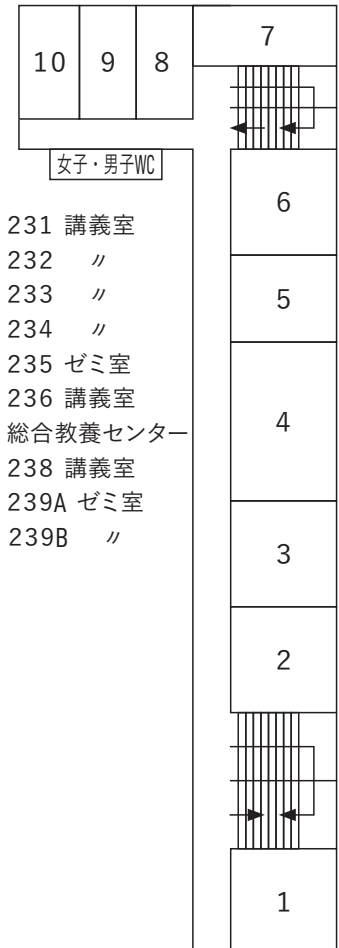 10 9 8 7
女子・男子WC
6
231 講義室
232 〃
233 〃
5
234 〃
235 ゼミ室
236 講義室
4
総合教養センター
238 講義室
239A ゼミ室
239B 〃
3
2
1